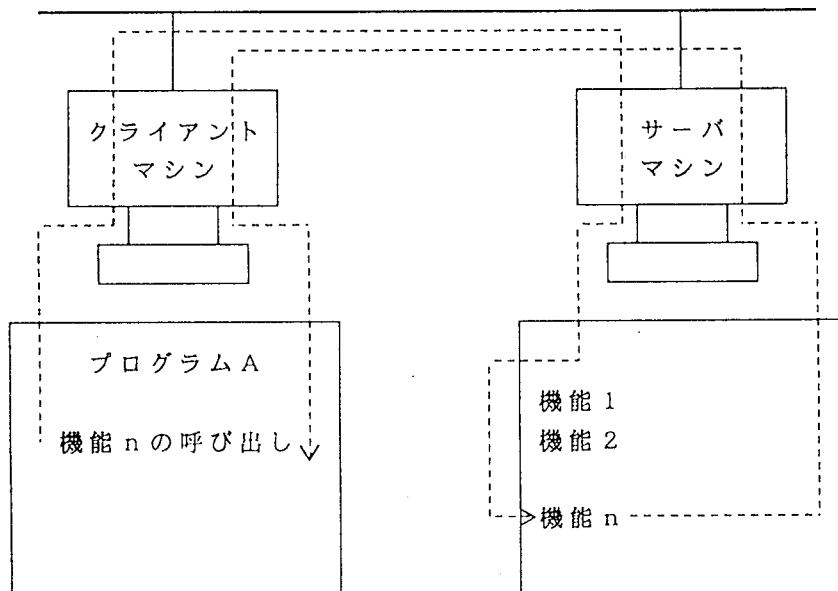 クライアント
マシン
サーバ
マシン
プログラムA
機能nの呼び出し
機能1
機能2
機能n